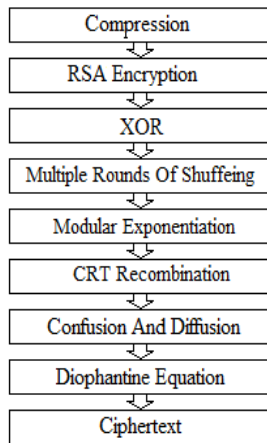 Compression
RSA Encryption
XOR
Multiple Rounds Of Shuffeing
Modular Exponentiation
CRT Recombination
Confusion And Diffusion
Diophantine Equation
Ciphertext